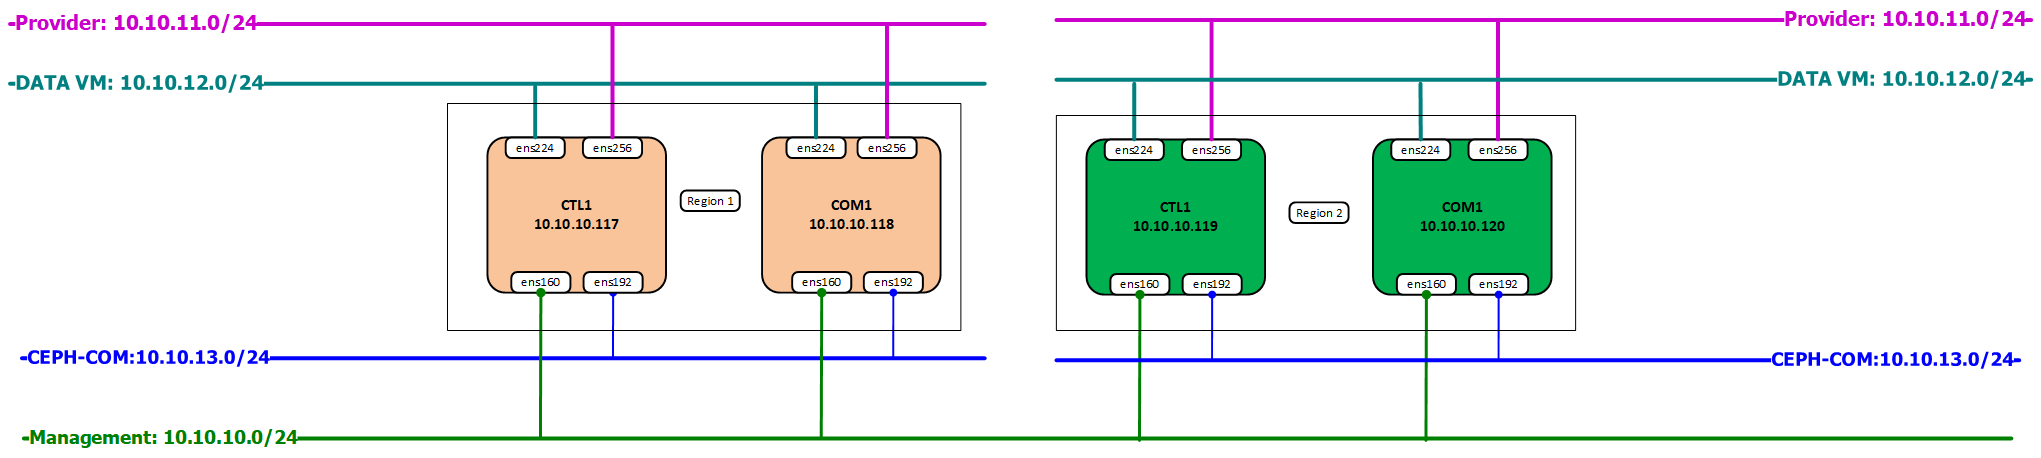 Provider: 10.10.11.0/24
Provider: 10.10.11.0/24
DATA VM: 10.10.12.0/24
DATA VM: 10.10.12.0/24
ens224
ens256
ens224
ens256
CTL1
10.10.10.117
Region 1
COM1
10.10.10.118
ens160
ens192
ens160
ens192
ens224
ens256
ens224
ens256
CTL1
10.10.10.119
Region 2
COM1
10.10.10.120
ens160
ens192
ens160
ens192
CEPH-COM:10.10.13.0/24
CEPH-COM:10.10.13.0/24
Management: 10.10.10.0/24